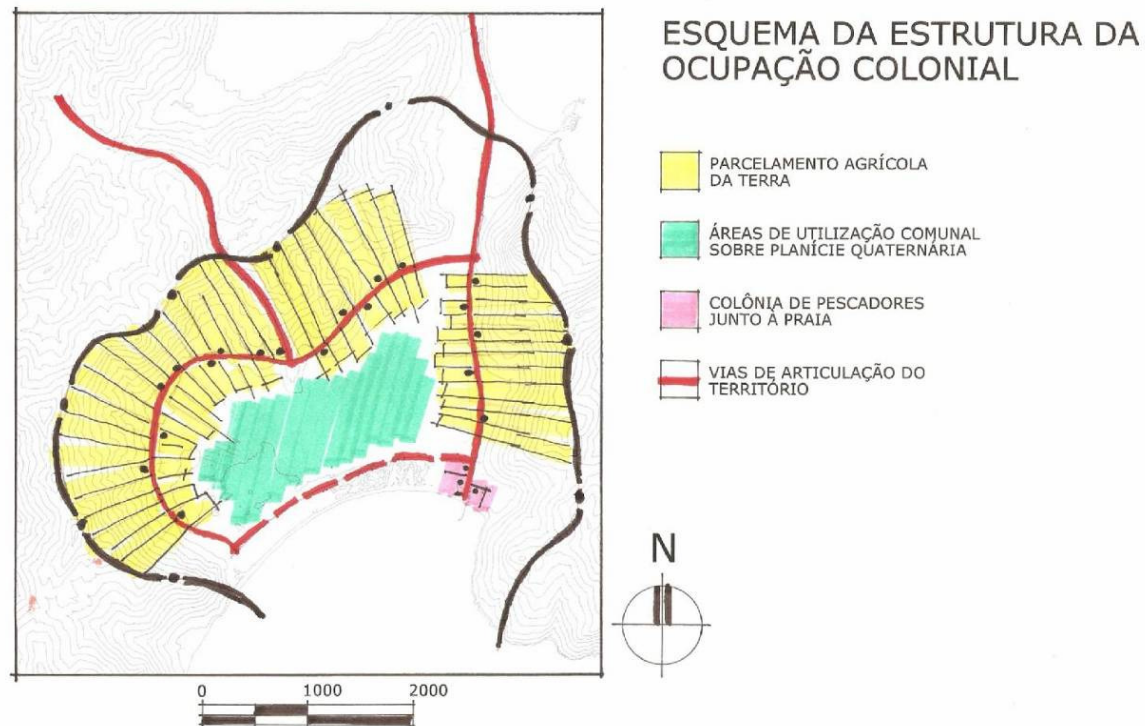 ESQUEMA DA ESTRUTURA DA
OCUPAÇÃO COLONIAL
PARCELAMENTO AGRÍCOLA
DA TERRA
ÁREAS DE UTILIZAÇÃO COMUNAL
SOBRE PLANÍCIE QUATERNÁRIA
COLÔNIA DE PESCADORES
JUNTO À PRAIA
VIAS DE ARTICULAÇÃO DO
TERRITÓRIO
N
0 1000 2000